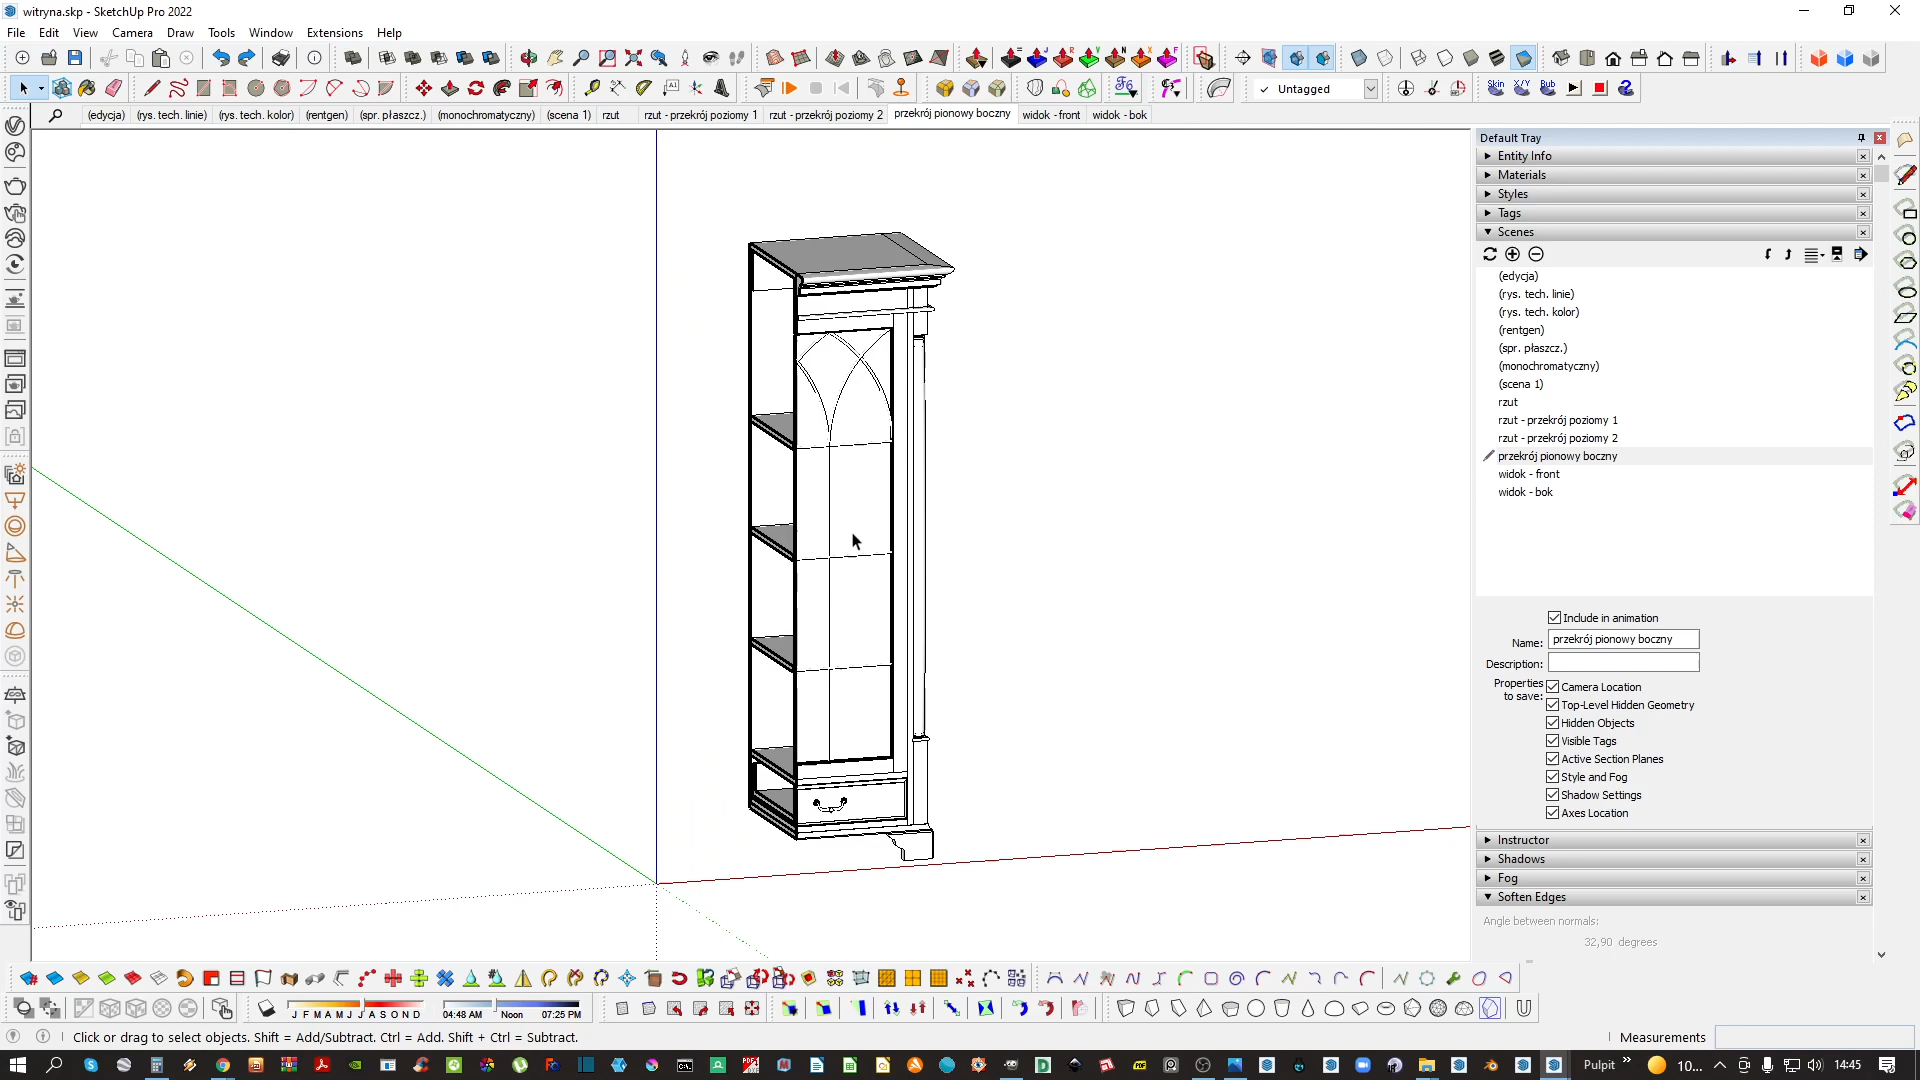 witryna.skp - SketchUp Pro 2022
File Edit View Camera Draw Tools Window Extensions Help
Untagged
Skin X/Y Bub
(edycja) (rys. tech. linie) (rys. tech. kolor) (rentgen) (spr. płaszcz.) (monochromatyczny) (scena 1) rzut rzut - przekrój poziomy 1 rzut - przekrój poziomy 2 przekrój pionowy boczny widok - front widok - bok
Default Tray
Entity Info
Materials
Styles
Tags
Scenes
(edycja)
(rys. tech. linie)
(rys. tech. kolor)
(rentgen)
(spr. płaszcz.)
(monochromatyczny)
(scena 1)
rzut
rzut - przekrój poziomy 1
rzut - przekrój poziomy 2
przekrój pionowy boczny
widok - front
widok - bok
Include in animation
Name: przekrój pionowy boczny
Description:
Properties to save:
Camera Location
Top-Level Hidden Geometry
Hidden Objects
Visible Tags
Active Section Planes
Style and Fog
Shadow Settings
Axes Location
Instructor
Shadows
Fog
Soften Edges
Angle between normals:
32,90 degrees
J F M A M J J A S O N D 04:48 AM Noon 07:25 PM
Click or drag to select objects. Shift = Add/Subtract. Ctrl = Add. Shift + Ctrl = Subtract. Measurements
Pulpit 10... 14:45